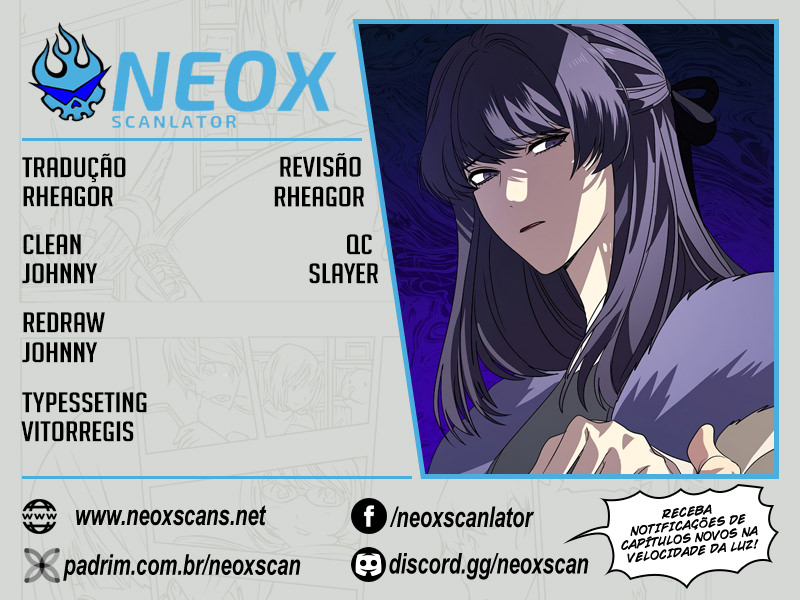 NEOX
SCANLATOR
TRADUÇÃO
RHEAGOR
REVISÃO
RHEAGOR
CLEAN
JOHNNY
QC
SLAYER
REDRAW
JOHNNY
TYPESSETING
VITORREGIS
www
www.neoxscans.net
/neoxscanlator
padrim.com.br/neoxscan
discord.gg/neoxscan
RECEBA
NOTIFICAÇÕES DE
CAPÍTULOS NOVOS NA
VELOCIDADE DA LUZ!